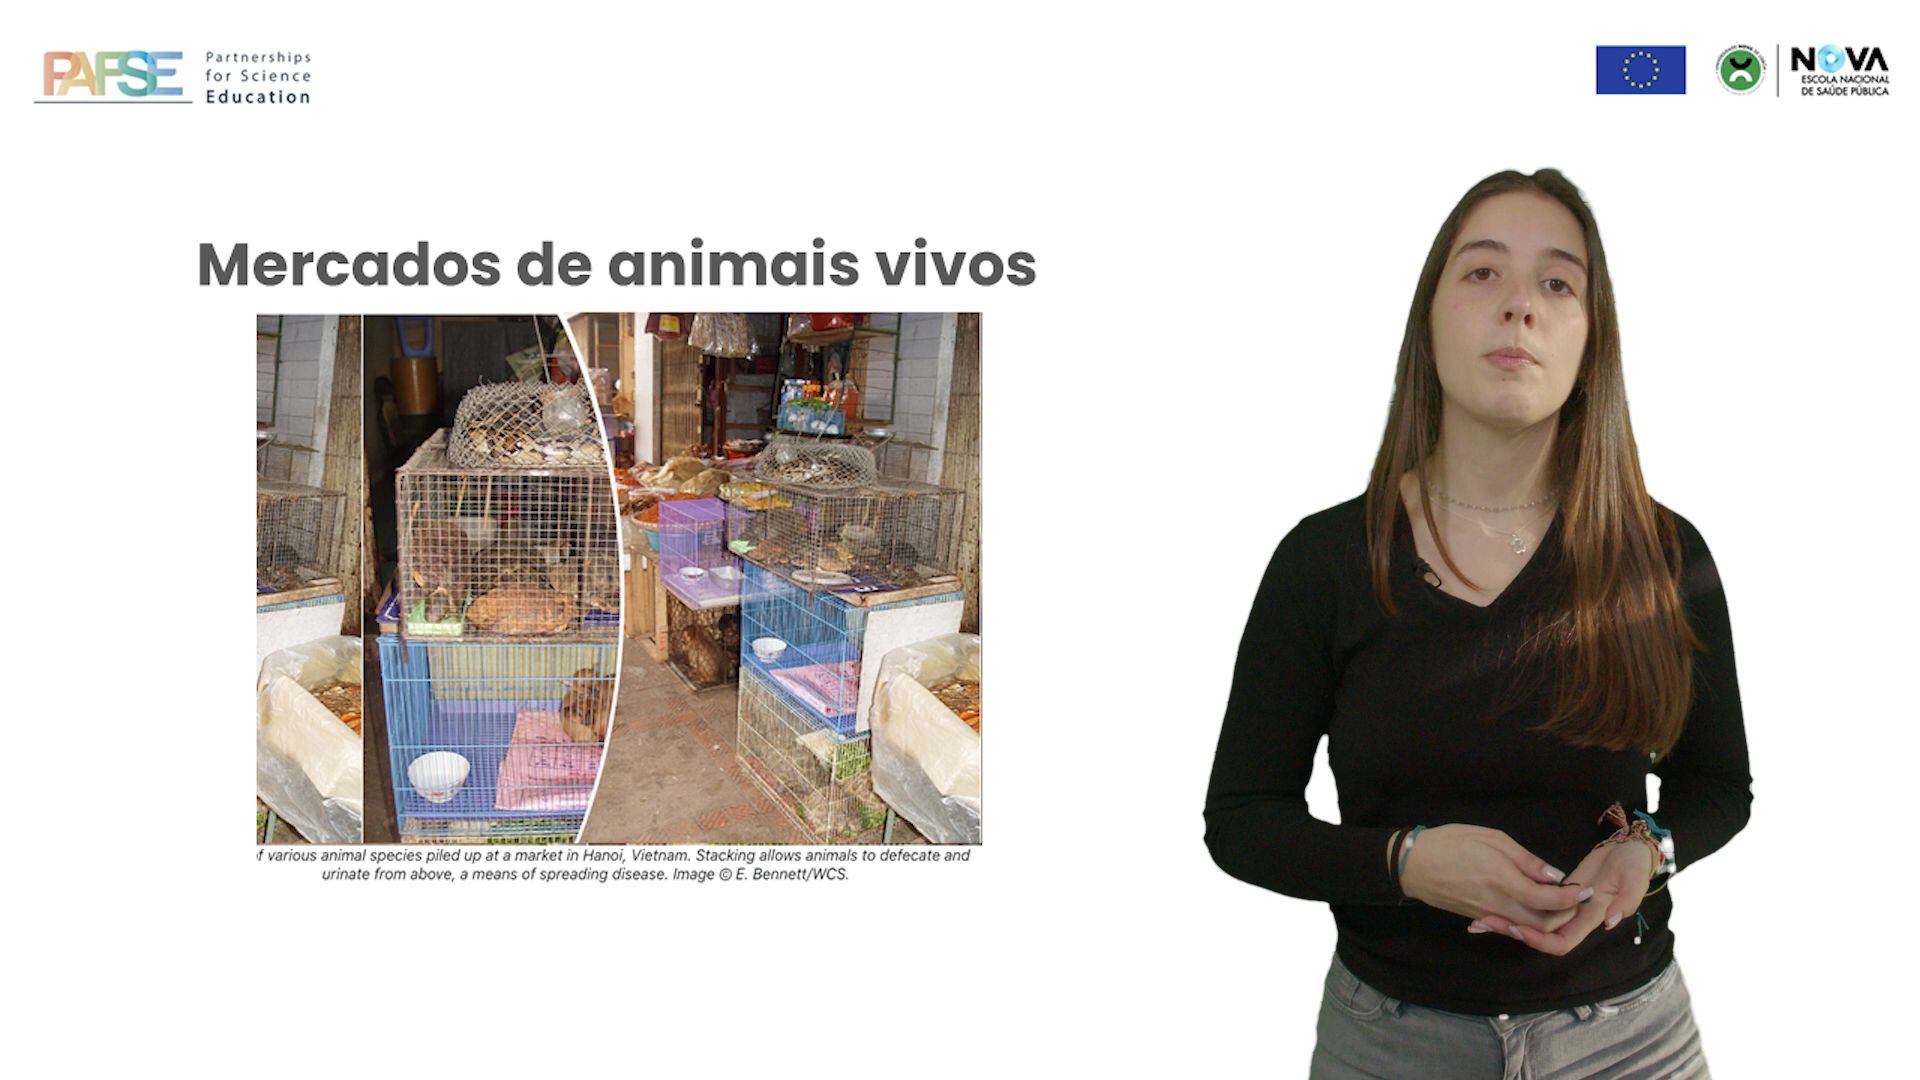 PAFSE
Partnerships
for Science
Education
NOVA
ESCOLA NACIONAL
DE SAÚDE PÚBLICA
Mercados de animais vivos
of various animal species piled up at a market in Hanoi, Vietnam. Stacking allows animals to defecate and
urinate from above, a means of spreading disease. Image © E. Bennett/WCS.